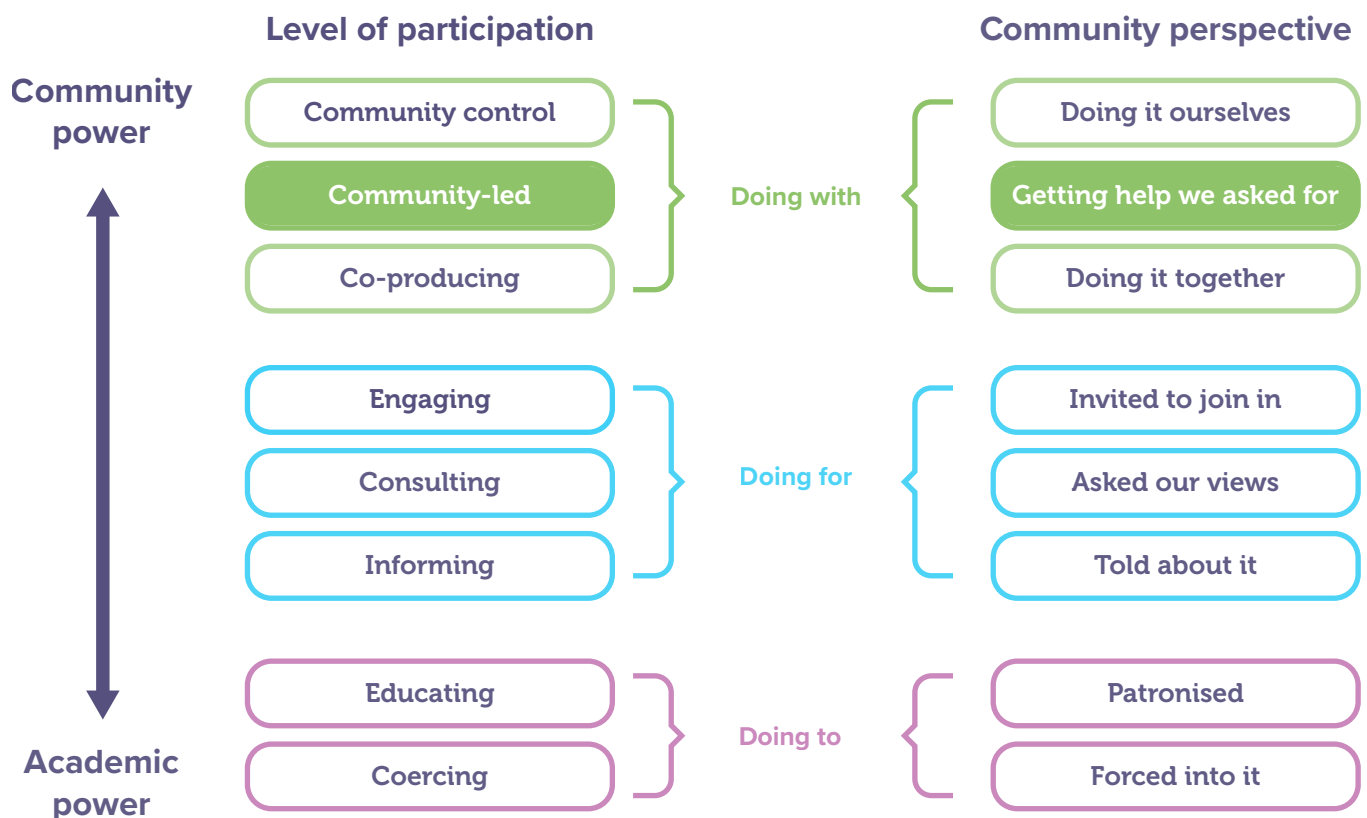 Level of participation
Community perspective
Community
power
Community control
Doing it ourselves
Community-led
Doing with
Getting help we asked for
Co-producing
Doing it together
Engaging
Invited to join in
Consulting
Doing for
Asked our views
Informing
Told about it
Educating
Patronised
Doing to
Academic
power
Coercing
Forced into it